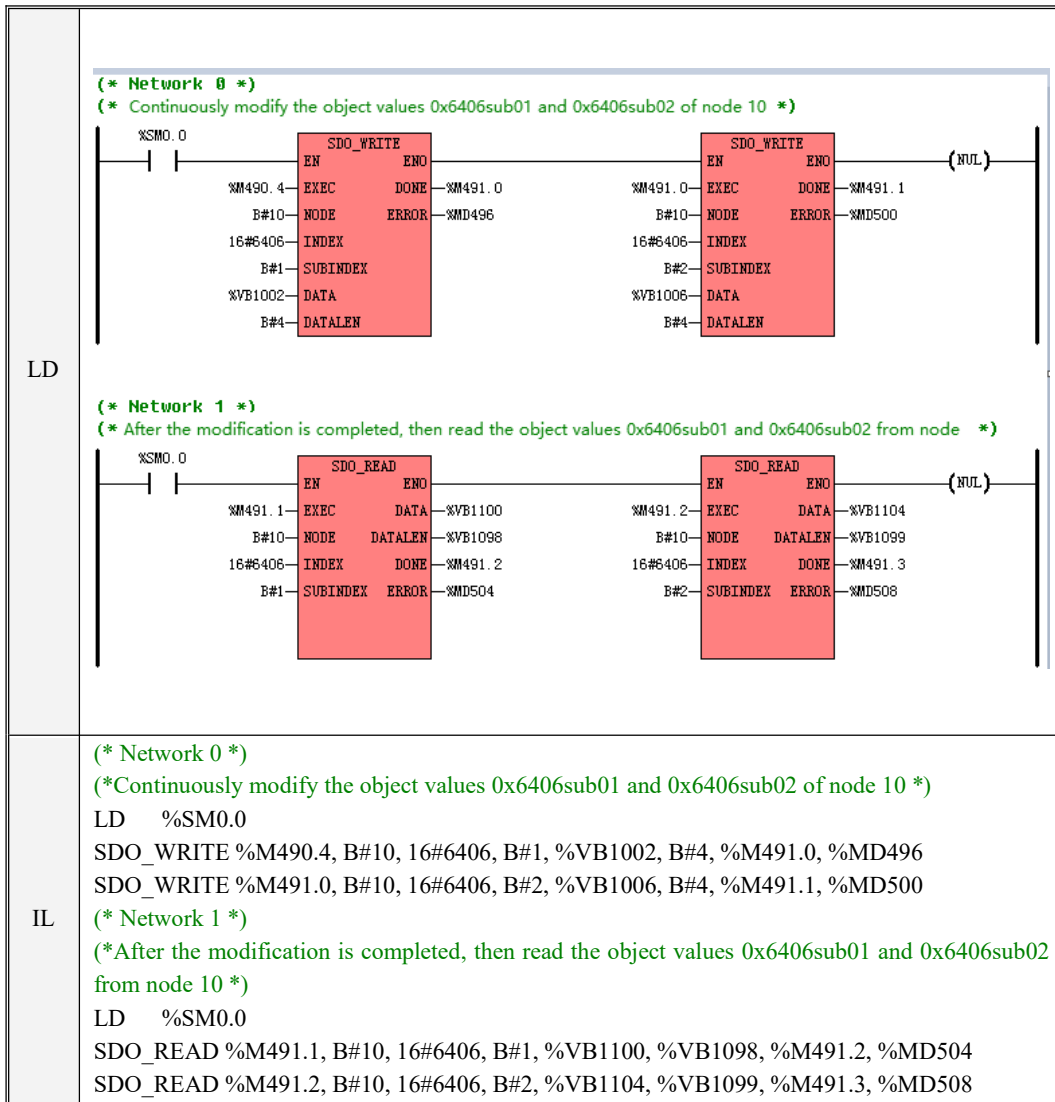 LD
(* Network 0 *)
(* Continuously modify the object values 0x6406sub01 and 0x6406sub02 of node 10 *)
%SM0.0
SDO_WRITE SDO_WRITE
EN ENO EN ENO (NUL)
%M490.4 EXEC DONE %M491.0 %M491.0 EXEC DONE %M491.1
B#10 NODE ERROR %MD496 B#10 NODE ERROR %MD500
16#6406 INDEX 16#6406 INDEX
B#1 SUBINDEX B#2 SUBINDEX
%VB1002 DATA %VB1006 DATA
B#4 DATALEN B#4 DATALEN
(* Network 1 *)
(* After the modification is completed, then read the object values 0x6406sub01 and 0x6406sub02 from node *)
%SM0.0
SDO_READ SDO_READ
EN ENO EN ENO (NUL)
%M491.1 EXEC DATA %VB1100 %M491.2 EXEC DATA %VB1104
B#10 NODE DATALEN %VB1098 B#10 NODE DATALEN %VB1099
16#6406 INDEX DONE %M491.2 16#6406 INDEX DONE %M491.3
B#1 SUBINDEX ERROR %MD504 B#2 SUBINDEX ERROR %MD508
IL
(* Network 0 *)
(*Continuously modify the object values 0x6406sub01 and 0x6406sub02 of node 10 *)
LD %SM0.0
SDO_WRITE %M490.4, B#10, 16#6406, B#1, %VB1002, B#4, %M491.0, %MD496
SDO_WRITE %M491.0, B#10, 16#6406, B#2, %VB1006, B#4, %M491.1, %MD500
(* Network 1 *)
(*After the modification is completed, then read the object values 0x6406sub01 and 0x6406sub02
from node 10 *)
LD %SM0.0
SDO_READ %M491.1, B#10, 16#6406, B#1, %VB1100, %VB1098, %M491.2, %MD504
SDO_READ %M491.2, B#10, 16#6406, B#2, %VB1104, %VB1099, %M491.3, %MD508